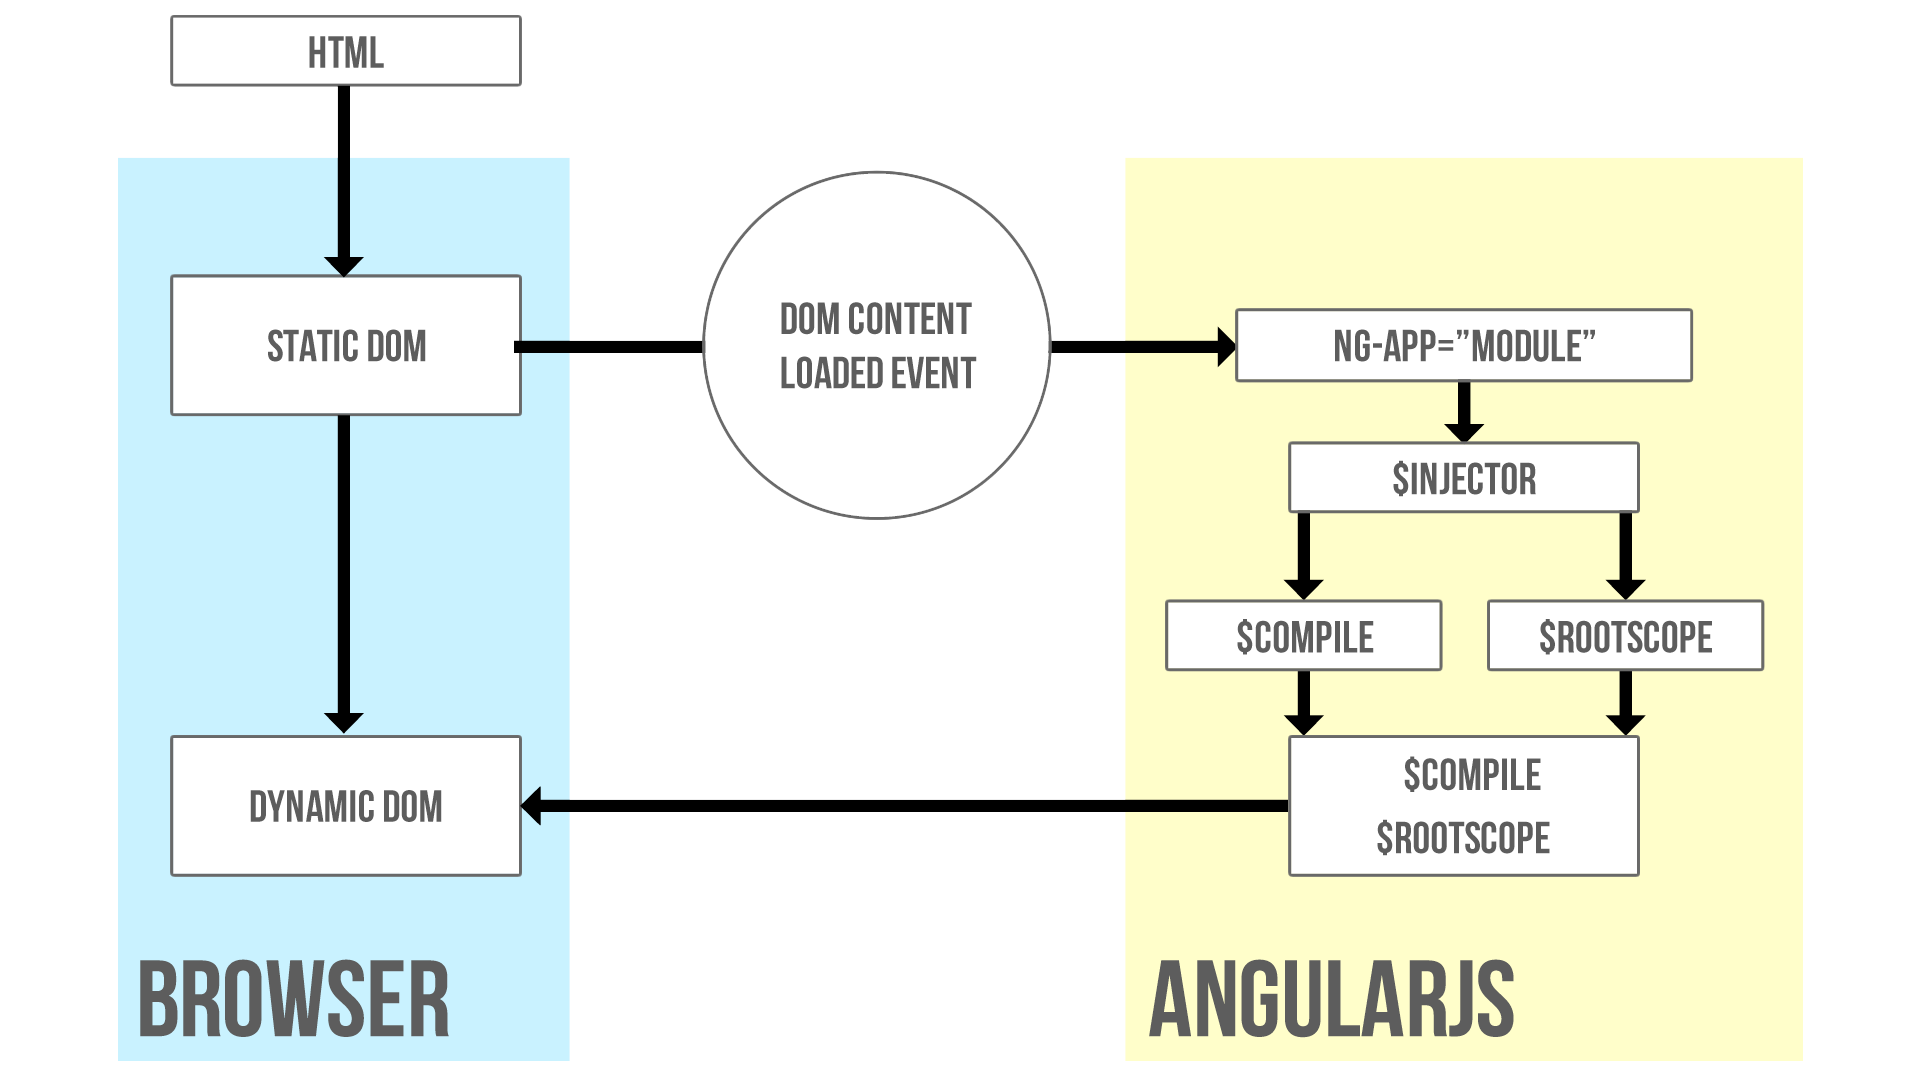 HTML
STATIC DOM
DOM CONTENT
LOADED EVENT
NG-APP=”MODULE”
$INJECTOR
$COMPILE
$ROOTSCOPE
$COMPILE
$ROOTSCOPE
DYNAMIC DOM
BROWSER
ANGULARJS